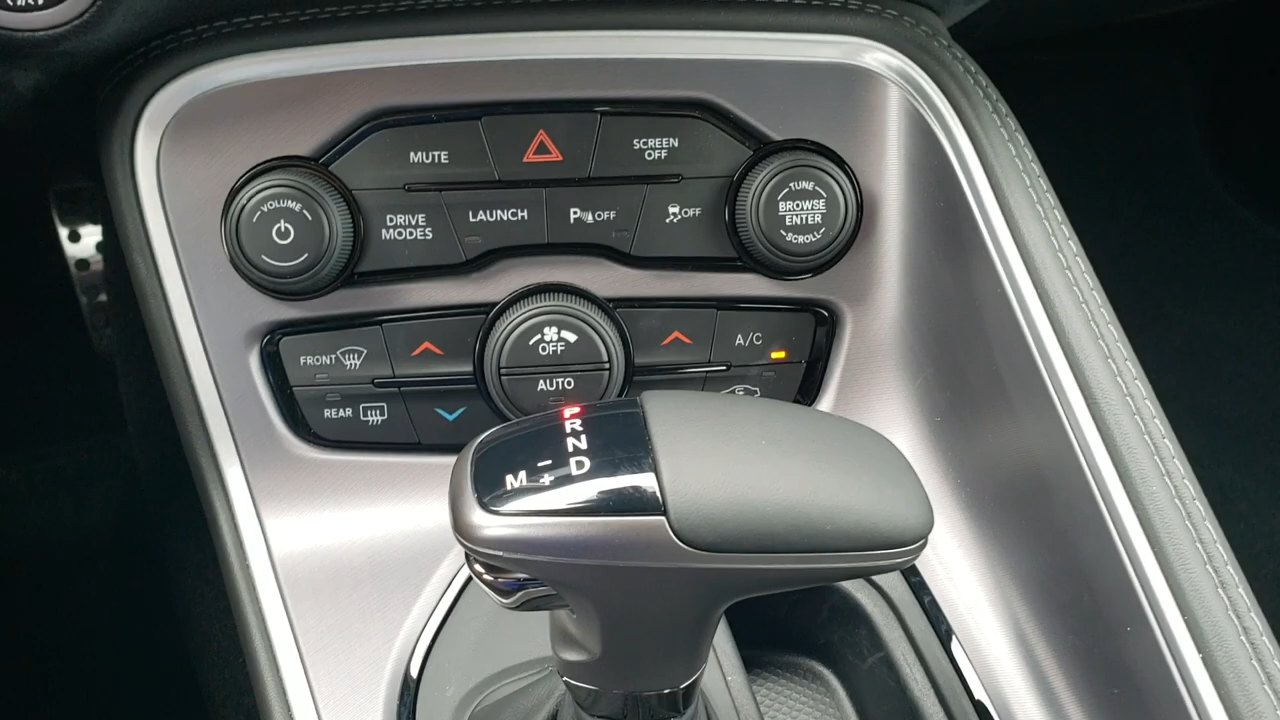 MUTE
SCREEN
OFF
VOLUME
DRIVE
MODES
LAUNCH
P OFF
OFF
TUNE
BROWSE
ENTER
SCROLL
FRONT
OFF
A/C
AUTO
REAR
P
R
N
D
M - +